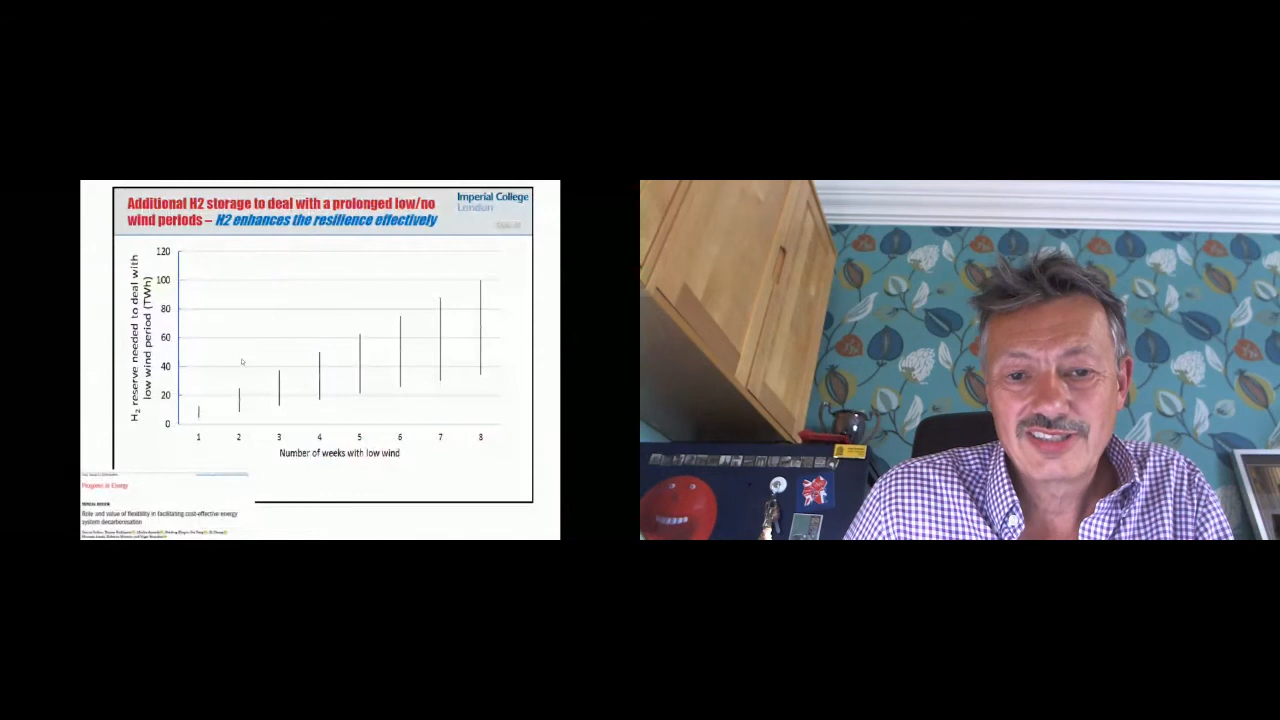 Additional H2 storage to deal with a prolonged low/no
wind periods – H2 enhances the resilience effectively
Imperial College
London
H2 reserve needed to deal with
low wind period (TWh)
120
100
80
60
40
20
0
1 2 3 4 5 6 7 8
Number of weeks with low wind
Progress in Energy
Role and value of flexibility in facilitating cost-effective energy
system decarbonisation